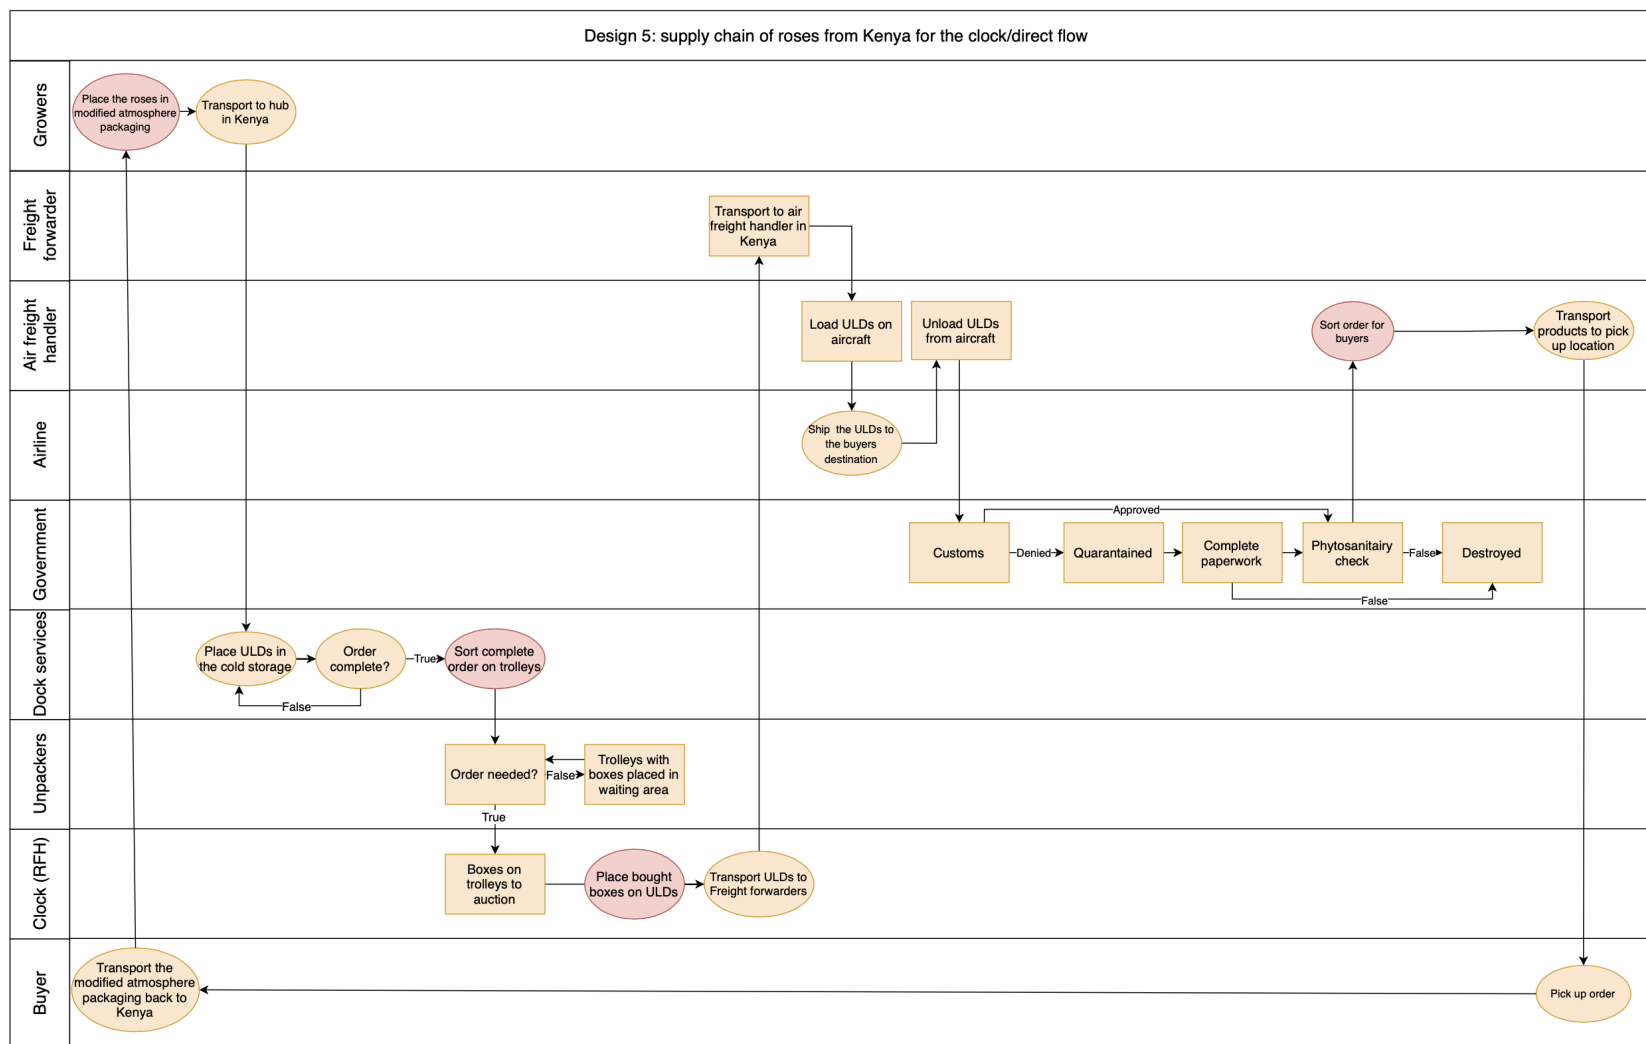 Design 5: supply chain of roses from Kenya for the clock/direct flow
Growers
Place the roses in
modified atmosphere
packaging
Transport to hub
in Kenya
Freight
forwarder
Transport to air
freight handler in
Kenya
Air freight
handler
Load ULDs on
aircraft
Unload ULDs
from aircraft
Sort order for
buyers
Transport
products to pick
up location
Airline
Ship the ULDs to
the buyers
destination
Government
Approved
Customs
Denied
Quarantained
Complete
paperwork
Phytosanitairy
check
False
Destroyed
False
Dock services
Place ULDs in
the cold storage
Order
complete?
True
Sort complete
order on trolleys
False
Unpackers
Order needed?
False
Trolleys with
boxes placed in
waiting area
True
Clock (RFH)
Boxes on
trolleys to
auction
Place bought
boxes on ULDs
Transport ULDs to
Freight forwarders
Buyer
Transport the
modified atmosphere
packaging back to
Kenya
Pick up order